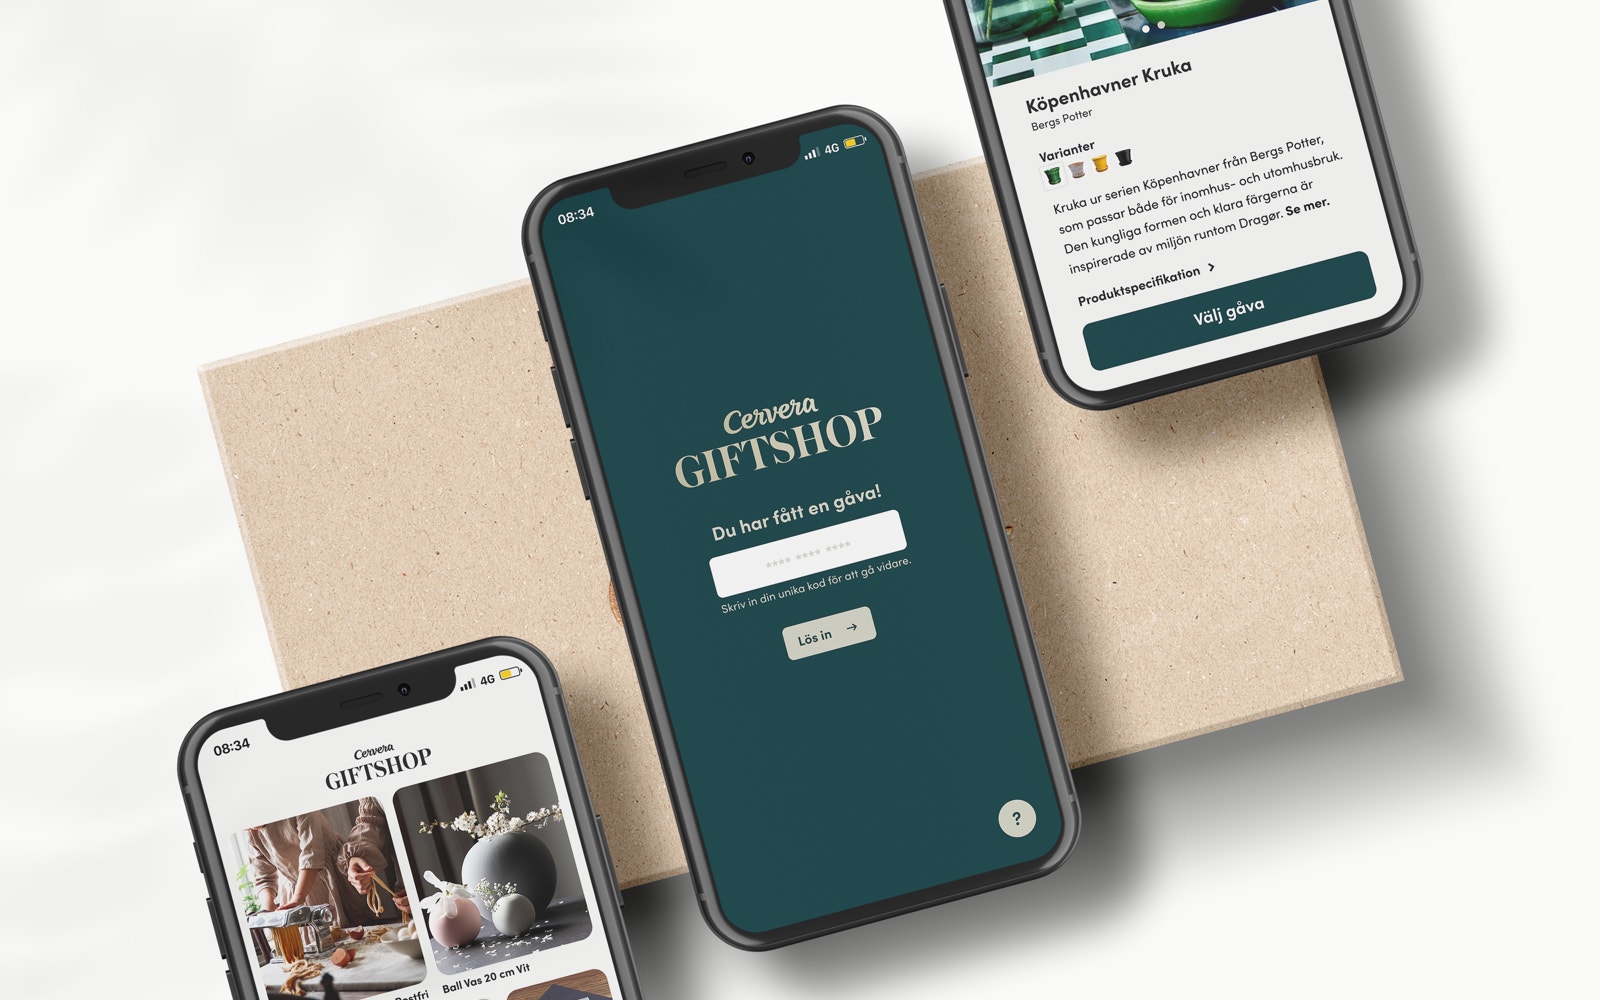 08:34
4G
Cervera
GIFTSHOP
Du har fått en gåva!
**** **** ****
Skriv in din unika kod för att gå vidare.
Lös in →
?
Köpenhavner Kruka
Bergs Potter
Varianter
Kruka ur serien Köpenhavner från Bergs Potter,
som passar både för inomhus- och utomhusbruk.
Den kungliga formen och klara färgerna är
inspirerade av miljön runtom Dragør. Se mer.
Produktspecifikation >
Välj gåva
08:34
4G
Cervera
GIFTSHOP
Ball Vas 20 cm Vit